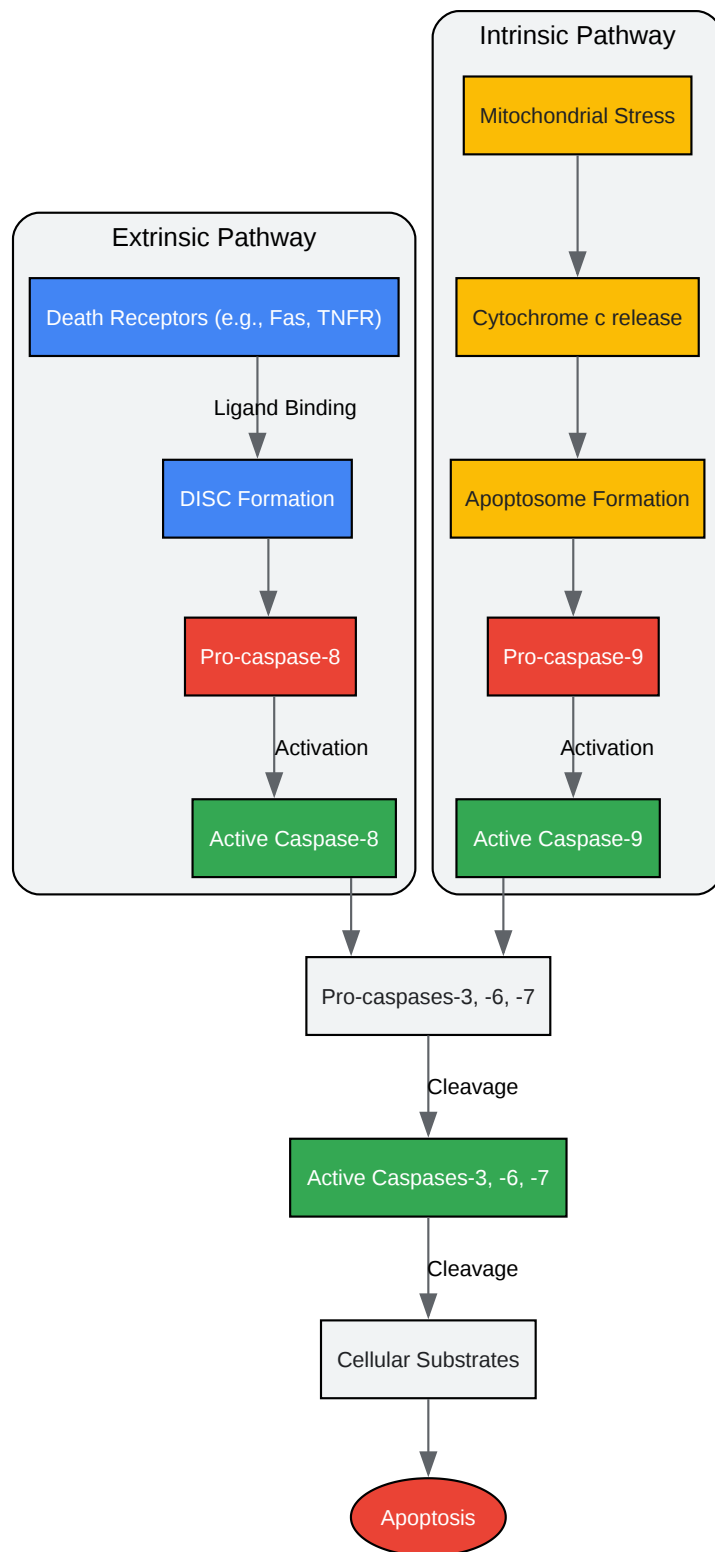 Intrinsic Pathway
Mitochondrial Stress
Cytochrome c release
Apoptosome Formation
Pro-caspase-9
Activation
Active Caspase-9
Extrinsic Pathway
Death Receptors (e.g., Fas, TNFR)
Ligand Binding
DISC Formation
Pro-caspase-8
Activation
Active Caspase-8
Pro-caspases-3, -6, -7
Cleavage
Active Caspases-3, -6, -7
Cleavage
Cellular Substrates
Apoptosis